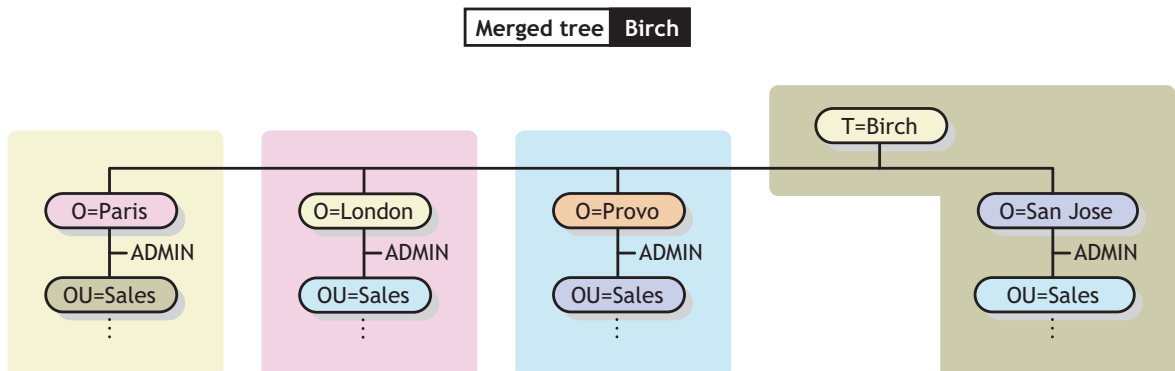 Merged tree Birch
T=Birch
O=Paris O=London O=Provo O=San Jose
ADMIN ADMIN ADMIN ADMIN
OU=Sales OU=Sales OU=Sales OU=Sales